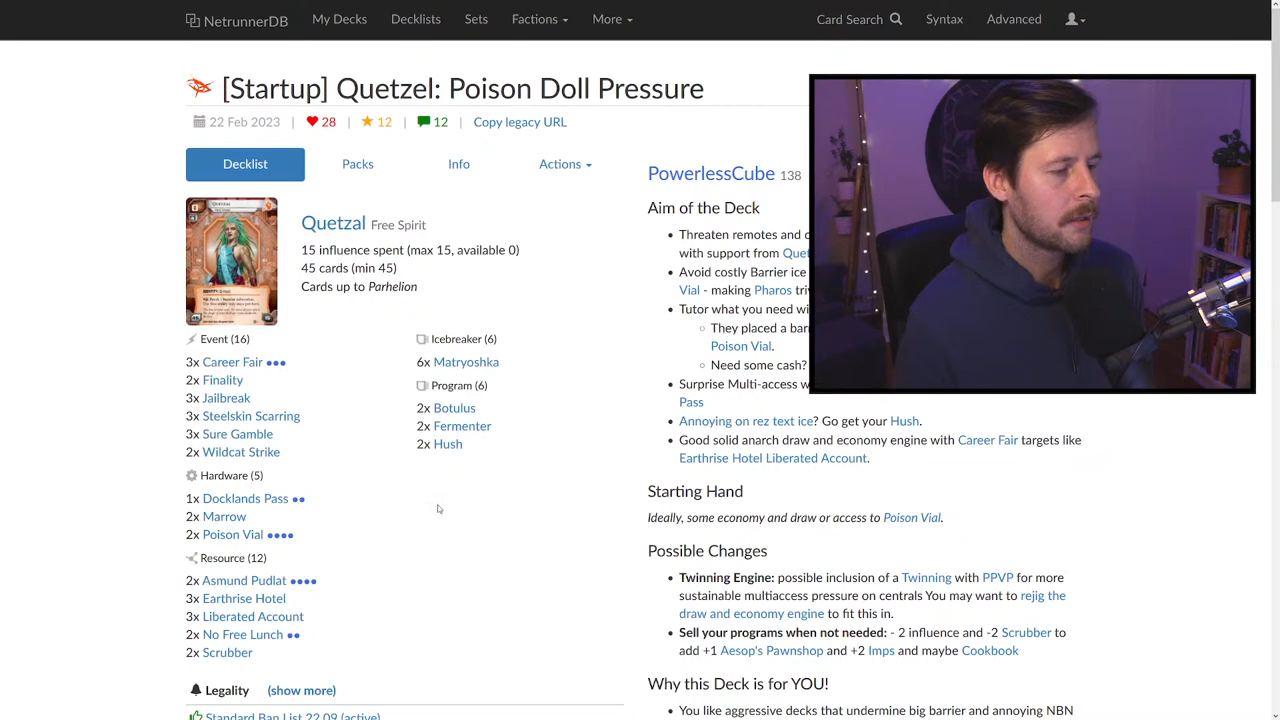 NetrunnerDB My Decks Decklists Sets Factions More Card Search Syntax Advanced
[Startup] Quetzel: Poison Doll Pressure
22 Feb 2023 | 28 | 12 | 12 | Copy legacy URL
Decklist Packs Info Actions
Quetzal Free Spirit
15 influence spent (max 15, available 0)
45 cards (min 45)
Cards up to Parhelion
Event (16)
3x Career Fair ●●●
2x Finality
3x Jailbreak
3x Steelskin Scarring
3x Sure Gamble
2x Wildcat Strike
Hardware (5)
1x Docklands Pass ●●
2x Marrow
2x Poison Vial ●●●●
Resource (12)
2x Asmund Pudlat ●●●●
3x Earthrise Hotel
3x Liberated Account
2x No Free Lunch ●●
2x Scrubber
Icebreaker (6)
6x Matryoshka
Program (6)
2x Botulus
2x Fermenter
2x Hush
Legality (show more)
Standard Ban List 22.09 (active)
PowerlessCube 138
Aim of the Deck
Threaten remotes and
with support from
Avoid costly Barrier ice
Vial - making Pharos
Tutor what you need
They placed a
Poison Vial.
Need some cash?
Surprise Multi-access
Pass
Annoying on rez text ice? Go get your Hush.
Good solid anarch draw and economy engine with Career Fair targets like
Earthrise Hotel Liberated Account.
Starting Hand
Ideally, some economy and draw or access to Poison Vial.
Possible Changes
Twinning Engine: possible inclusion of a Twinning with PPVP for more
sustainable multiaccess pressure on centrals You may want to rejig the
draw and economy engine to fit this in.
Sell your programs when not needed: - 2 influence and -2 Scrubber to
add +1 Aesop's Pawnshop and +2 Imps and maybe Cookbook
Why this Deck is for YOU!
You like aggressive decks that undermine big barrier and annoying NBN